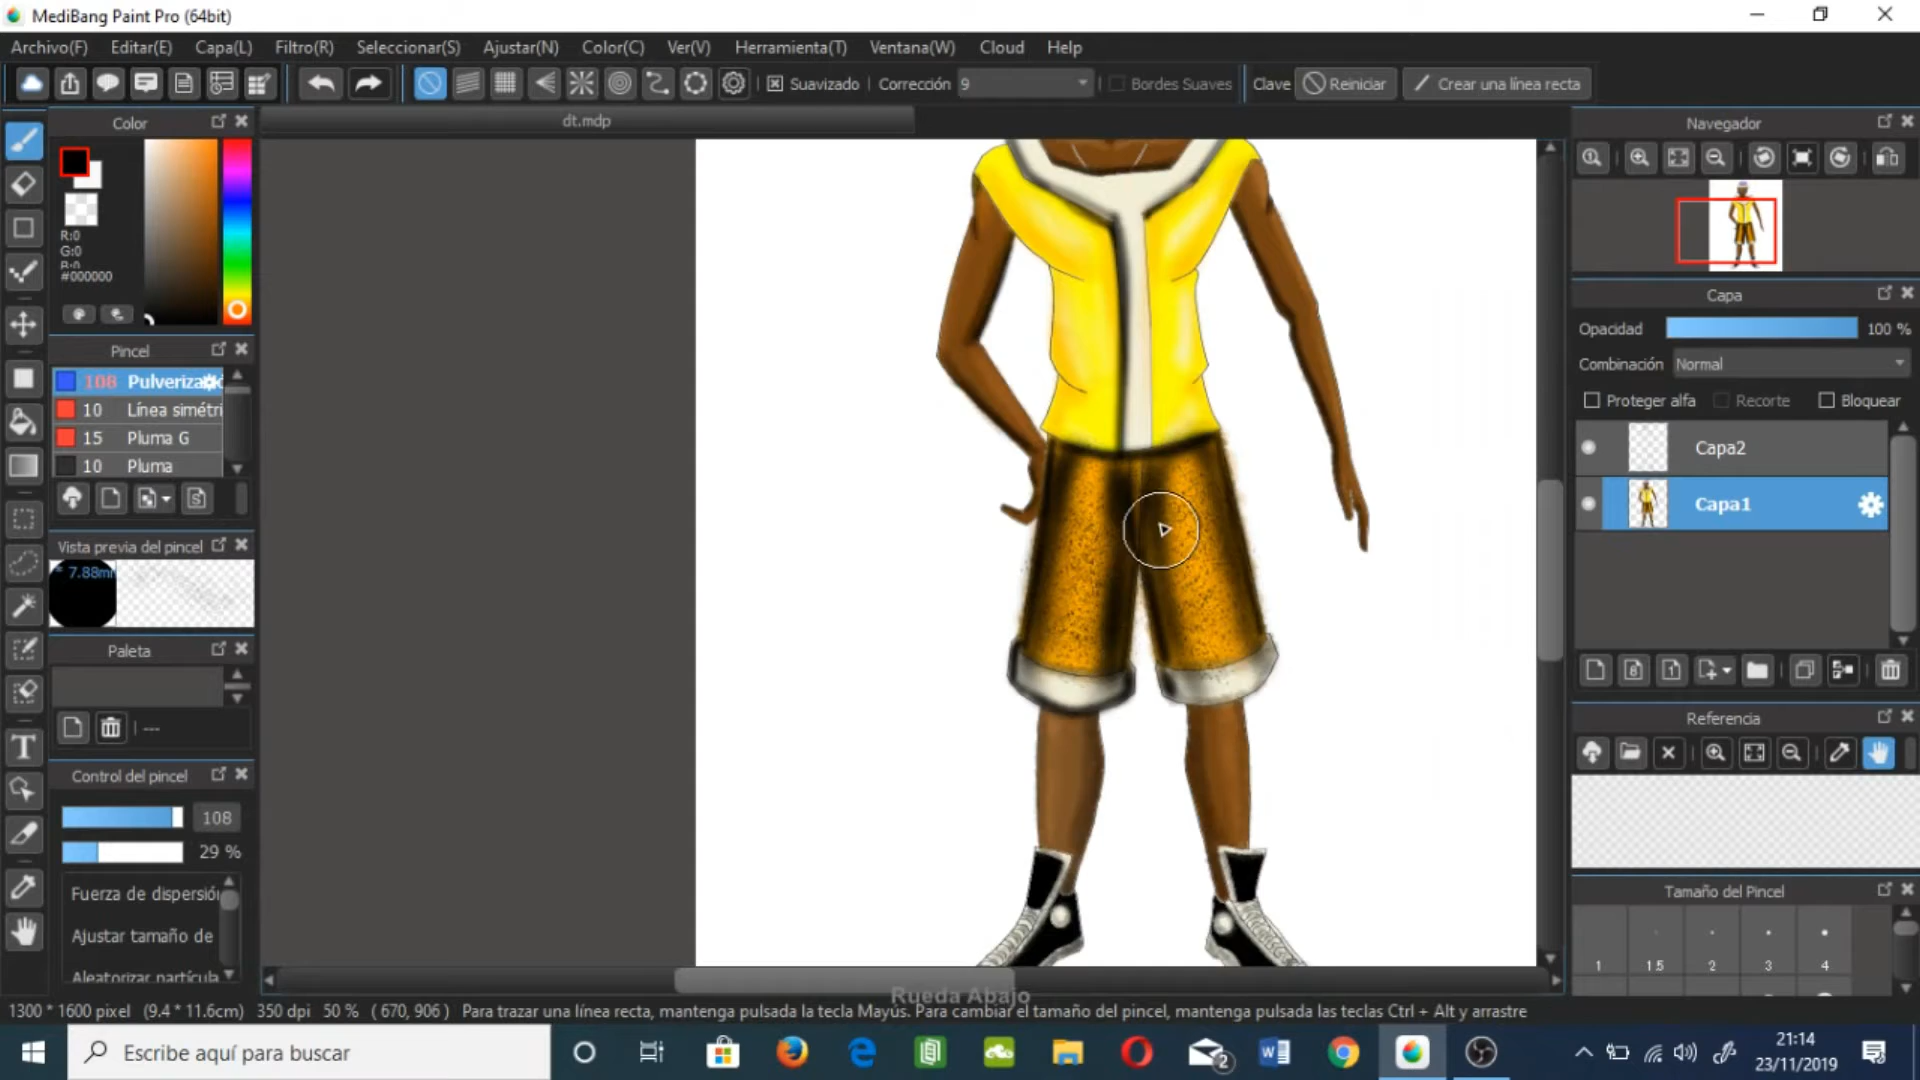 MediBang Paint Pro (64bit)
Archivo(F) Editar(E) Capa(L) Filtro(R) Seleccionar(S) Ajustar(N) Color(C) Ver(V) Herramienta(T) Ventana(W) Cloud Help
Suavizado Corrección 9 Bordes Suaves Clave Reiniciar Crear una línea recta
Color
dt.mdp
Navegador
R:0
G:0
#000000
Capa
Opacidad 100 %
Pincel
Combinación Normal
108 Pulverizac
10 Línea simétri
15 Pluma G
10 Pluma
Proteger alfa Recorte Bloquear
Capa2
Capa1
Vista previa del pincel
* 7.88m
Paleta
---
Referencia
Control del pincel
108
29 %
Fuerza de dispersión
Ajustar tamaño de
Aleatorizar partícula
Tamaño del Pincel
1 1.5 2 3 4
Rueda Abajo
1300 * 1600 pixel (9.4 * 11.6cm) 350 dpi 50 % ( 670, 906 ) Para trazar una línea recta, mantenga pulsada la tecla Mayús. Para cambiar el tamaño del pincel, mantenga pulsadas las teclas Ctrl + Alt y arrastre
Escribe aquí para buscar
2
21:14
23/11/2019